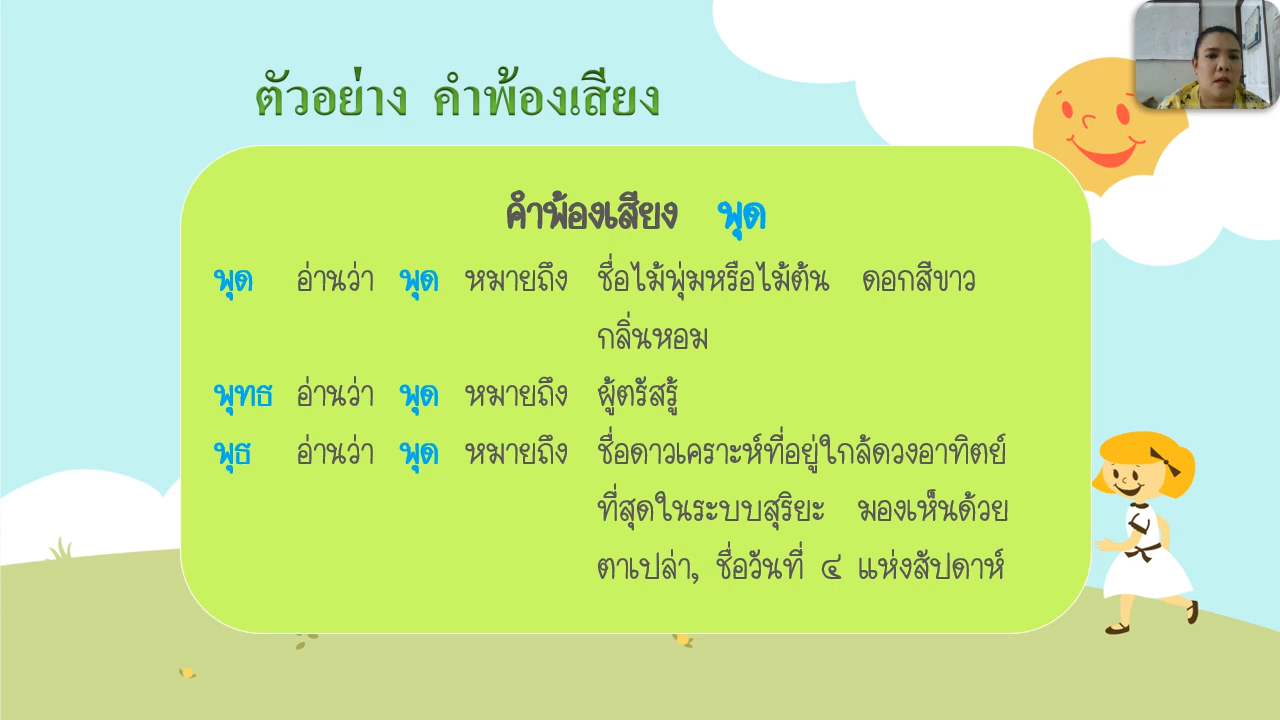 ตัวอย่าง คำพ้องเสียง
คำพ้องเสียง พุด
พุด อ่านว่า พุด หมายถึง ชื่อไม้พุ่มหรือไม้ต้น ดอกสีขาว
กลิ่นหอม
พุทธ อ่านว่า พุด หมายถึง ผู้ตรัสรู้
พุธ อ่านว่า พุด หมายถึง ชื่อดาวเคราะห์ที่อยู่ใกล้ดวงอาทิตย์
ที่สุดในระบบสุริยะ มองเห็นด้วย
ตาเปล่า, ชื่อวันที่ ๔ แห่งสัปดาห์